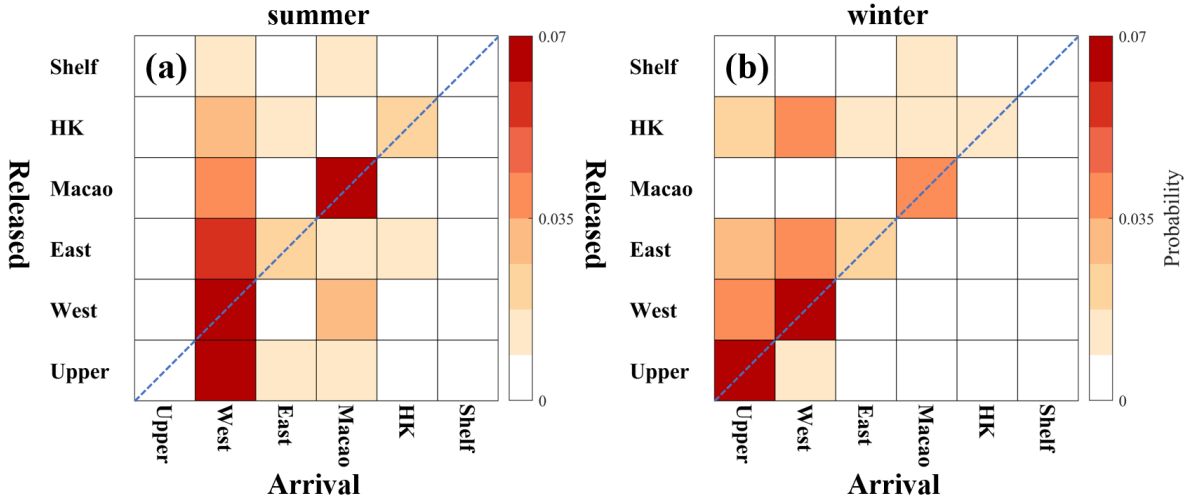 summer
(a)
Released
Shelf
HK
Macao
East
West
Upper
Upper
West
East
Macao
HK
Shelf
Arrival
0.07
0.035
0
winter
(b)
Released
Shelf
HK
Macao
East
West
Upper
Upper
West
East
Macao
HK
Shelf
Arrival
0.07
0.035
0
Probability